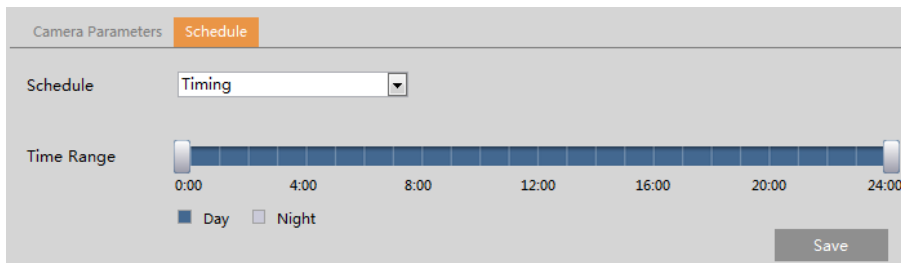 Camera Parameters Schedule
Schedule Timing
Time Range
0:00 4:00 8:00 12:00 16:00 20:00 24:00
Day Night
Save